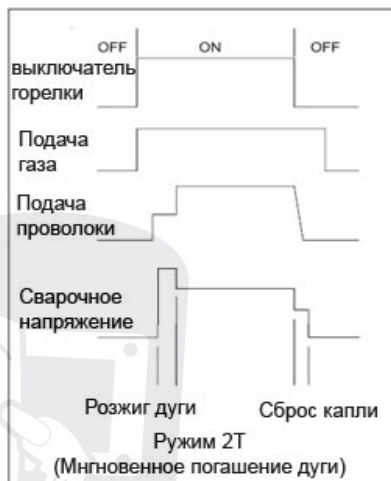 OFF ON OFF
выключатель
горелки
Подача
газа
Подача
проволоки
Сварочное
напряжение
Розжиг дуги Сброс капли
Ружим 2Т
(Мнгновенное погашение дуги)